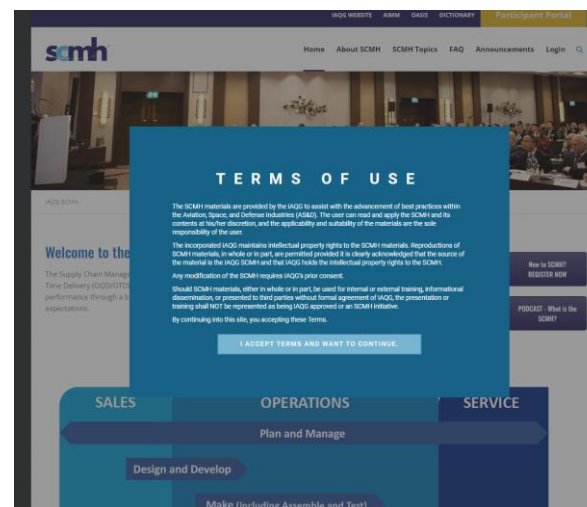 IAQG WEBSITE AIMM OASIS DICTIONARY Participant Portal
scmh
Home About SCMH SCMH Topics FAQ Announcements Login
IAQG SCMH
TERMS OF USE
The SCMH materials are provided by the IAQG to assist with the advancement of best practices within
the Aviation, Space, and Defense Industries (AS&D). The user can read and apply the SCMH and its
contents at his/her discretion, and the applicability and suitability of the materials are the sole
responsibility of the user.
The incorporated IAQG maintains intellectual property rights to the SCMH materials. Reproductions of
SCMH materials, in whole or in part, are permitted provided it is clearly acknowledged that the source of
the material is the IAQG SCMH and that IAQG holds the intellectual property rights to the SCMH.
Any modification of the SCMH requires IAQG's prior consent.
Should SCMH materials, either in whole or in part, be used for internal or external training, informational
dissemination, or presented to third parties without formal agreement of IAQG, the presentation or
training shall NOT be represented as being IAQG approved or an SCMH initiative.
By continuing into this site, you accepting these Terms.
I ACCEPT TERMS AND WANT TO CONTINUE.
Welcome to the
The Supply Chain Manage
Time Delivery (OQD/OTD)
performance through a b
expectations.
New to SCMH?
REGISTER NOW
PODCAST - What is the
SCMH?
SALES OPERATIONS SERVICE
Plan and Manage
Design and Develop
Make (including Assemble and Test)